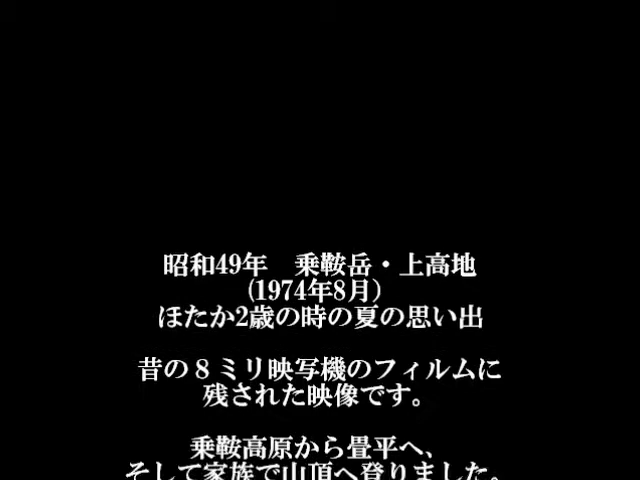 昭和49年　乗鞍岳・上高地
(1974年8月)
ほたか2歳の時の夏の思い出
昔の８ミリ映写機のフィルムに
残された映像です。
乗鞍高原から畳平へ、
そして家族で山頂へ登りました。